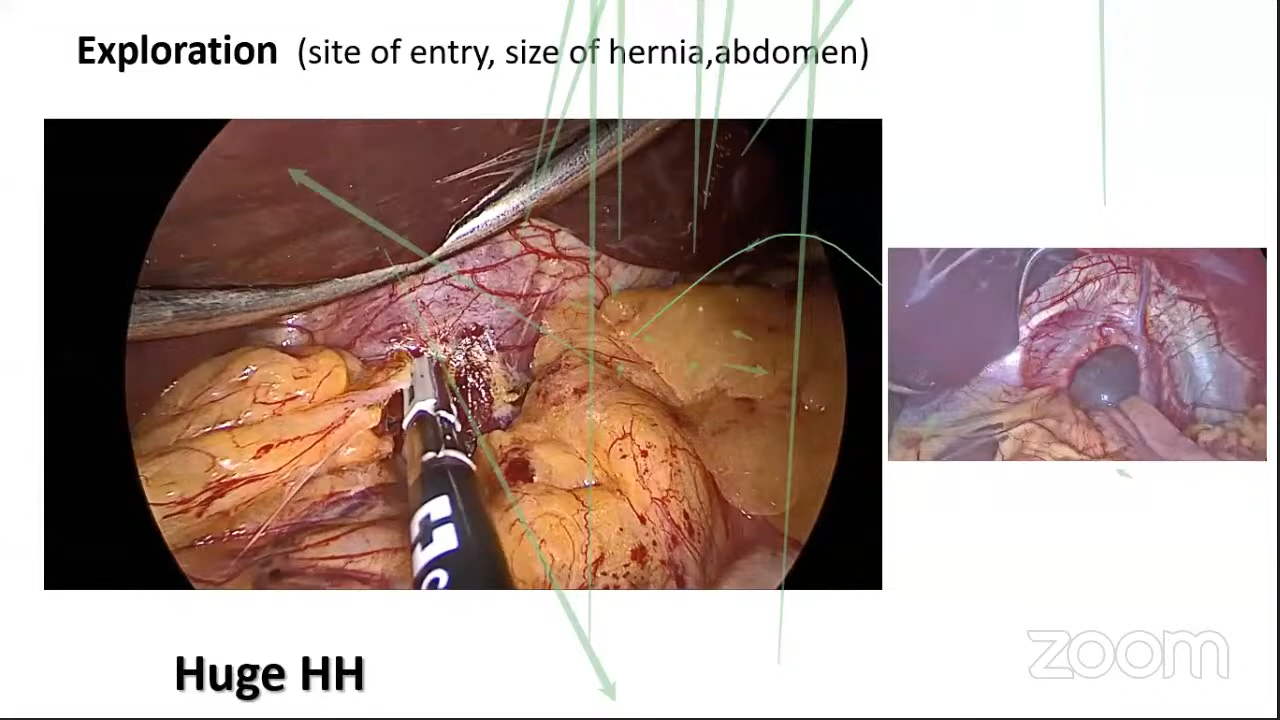 Exploration (site of entry, size of hernia,abdomen)
Huge HH
zoom